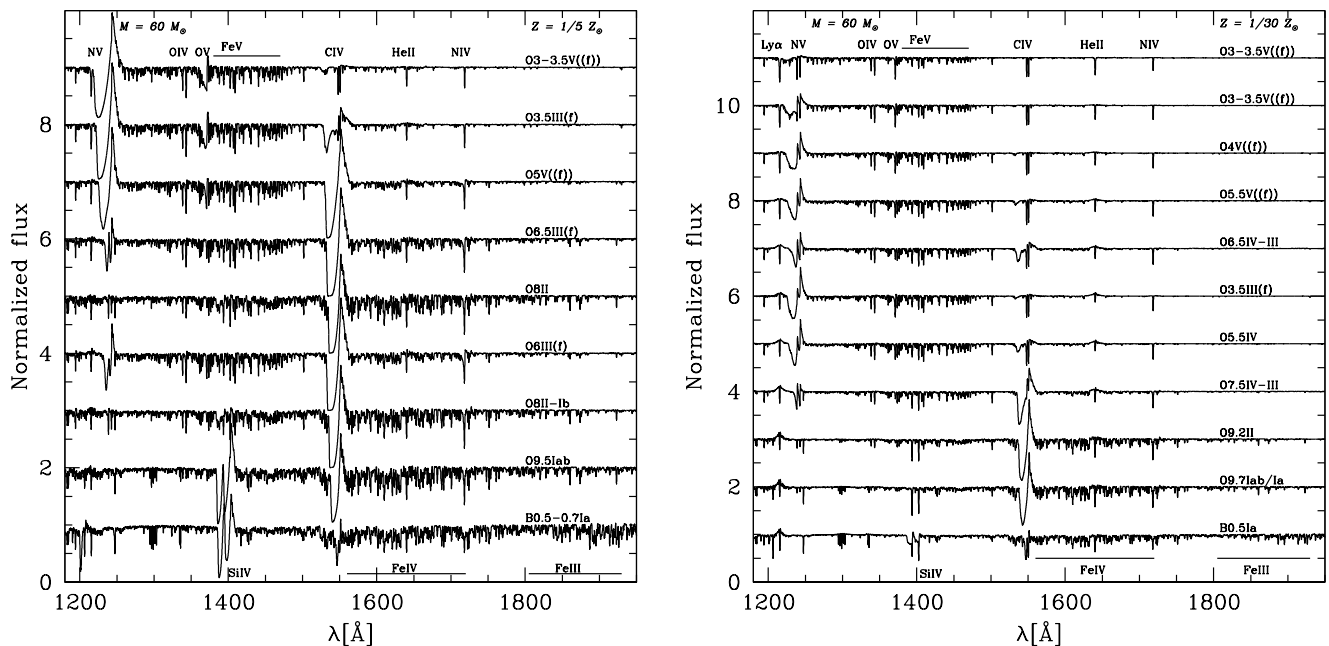 M = 60 M⊙
Z = 1/5 Z⊙
NV OIV OV FeV CIV HeII NIV
O3-3.5V((f))
8
O3.5III(f)
O5V((f))
6
O6.5III(f)
O8II
4
O6III(f)
O8II-Ib
2
O9.5Iab
B0.5-0.7Ia
0
SiIV FeIV FeIII
1200 1400 1600 1800
λ[Å]
Normalized flux
M = 60 M⊙
Z = 1/30 Z⊙
Lyα NV OIV OV FeV CIV HeII NIV
O3-3.5V((f))
10
O3-3.5V((f))
O4V((f))
8
O5.5V((f))
O6.5IV-III
6
O3.5III(f)
O5.5IV
4
O7.5IV-III
O9.2II
2
O9.7Iab/Ia
B0.5Ia
0
SiIV FeIV FeIII
1200 1400 1600 1800
λ[Å]
Normalized flux